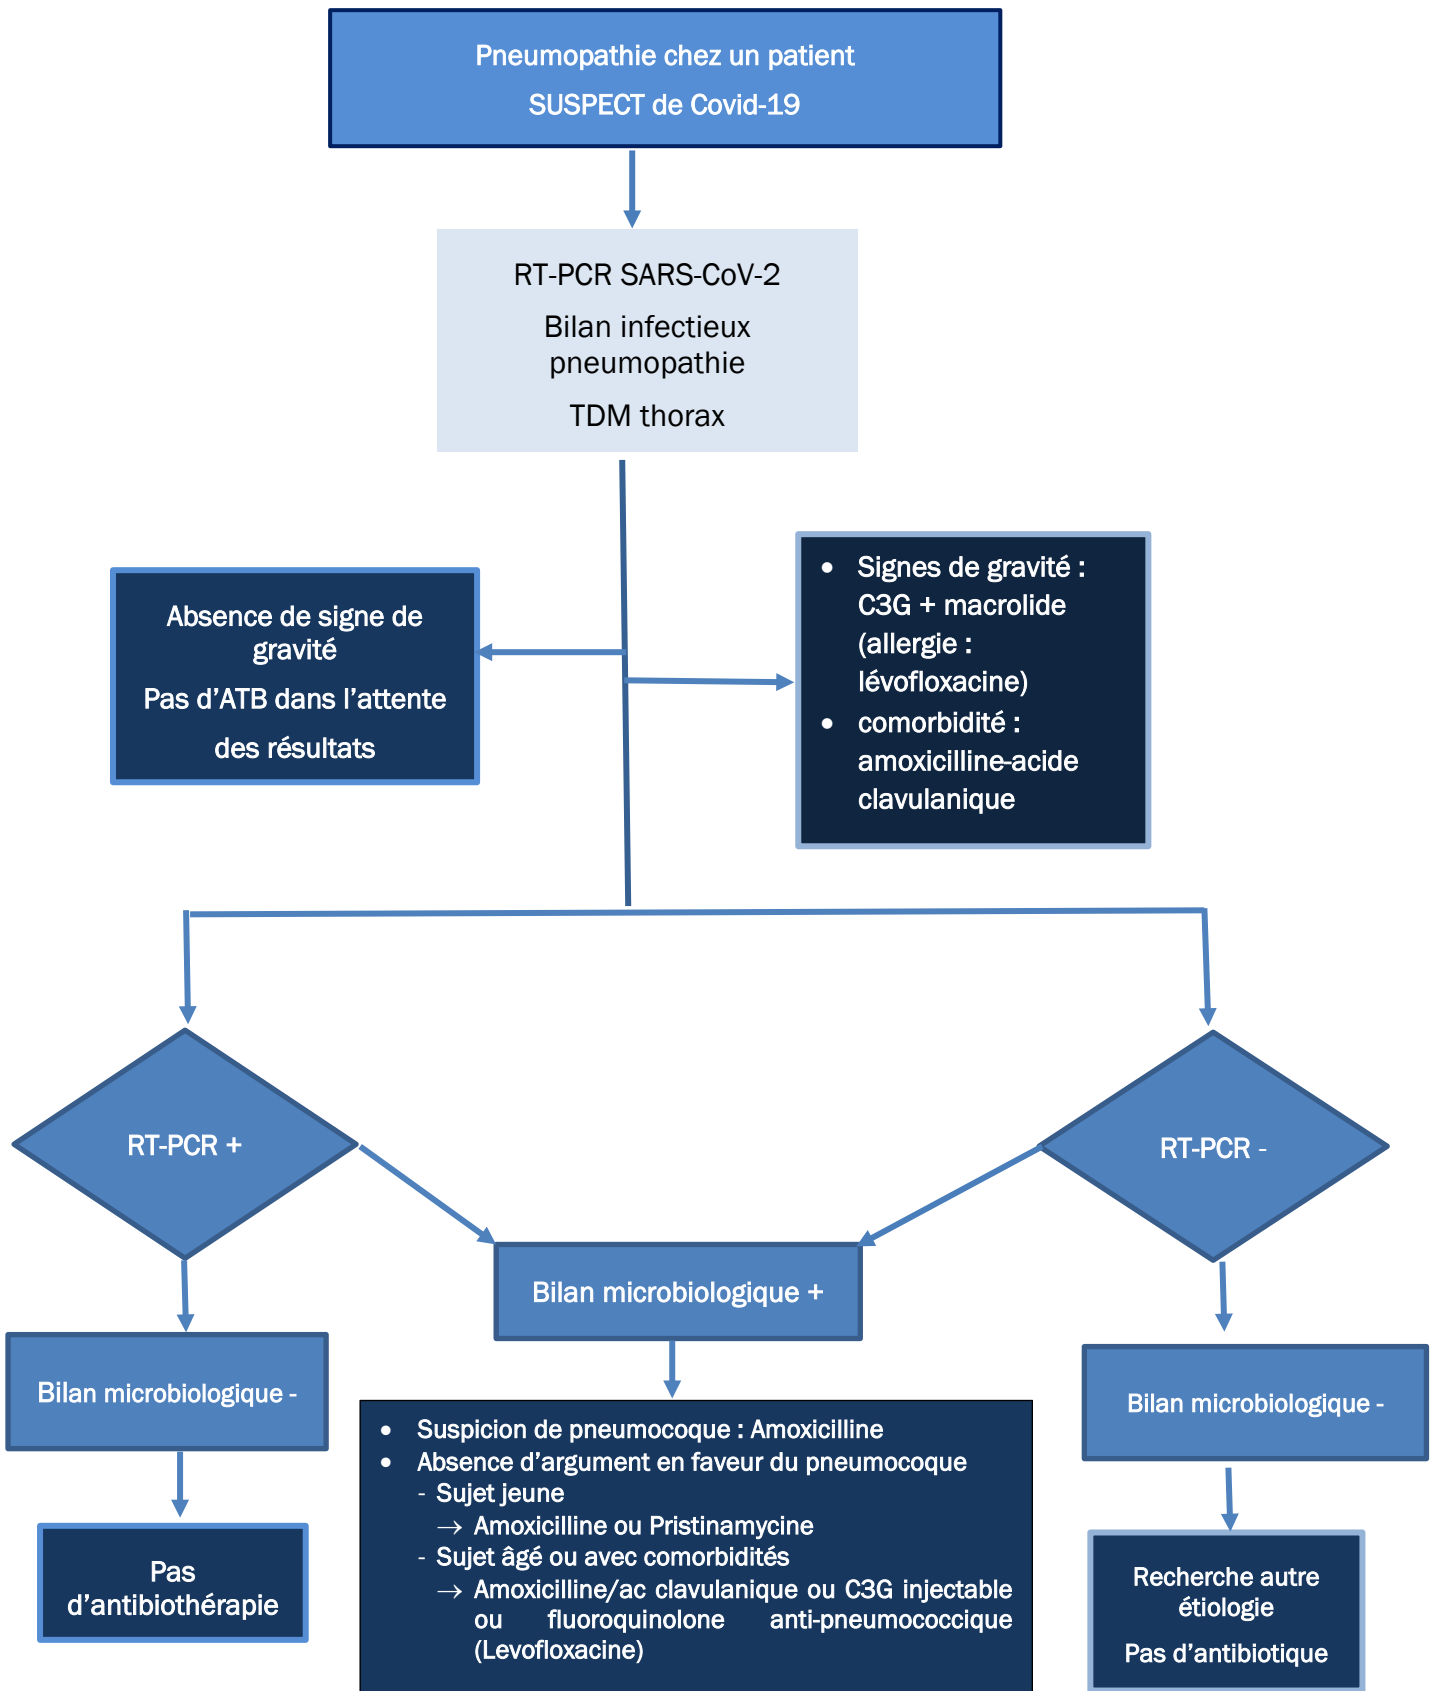 Pneumopathie chez un patient
SUSPECT de Covid-19
RT-PCR SARS-CoV-2
Bilan infectieux
pneumopathie
TDM thorax
Absence de signe de
gravité
Pas d’ATB dans l’attente
des résultats
• Signes de gravité :
C3G + macrolide
(allergie :
lévofloxacine)
• comorbidité :
amoxicilline-acide
clavulanique
RT-PCR +
RT-PCR -
Bilan microbiologique +
Bilan microbiologique -
Bilan microbiologique -
• Suspicion de pneumocoque : Amoxicilline
• Absence d’argument en faveur du pneumocoque
- Sujet jeune
→ Amoxicilline ou Pristinamycine
- Sujet âgé ou avec comorbidités
→ Amoxicilline/ac clavulanique ou C3G injectable
ou fluoroquinolone anti-pneumococcique
(Levofloxacine)
Pas
d’antibiothérapie
Recherche autre
étiologie
Pas d’antibiotique